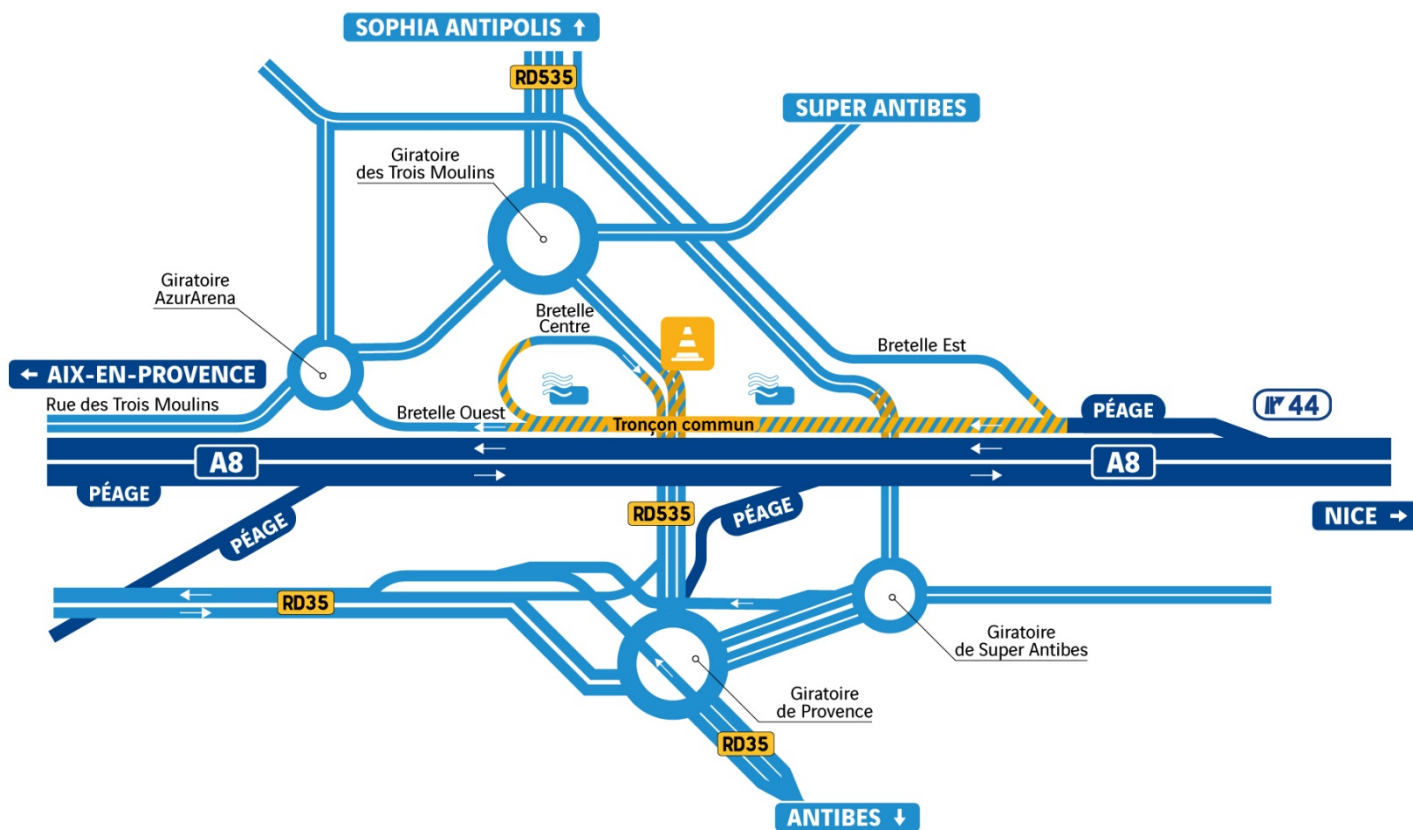 SOPHIA ANTIPOLIS ↑
RD535
SUPER ANTIBES
Giratoire
des Trois Moulins
Giratoire
AzurArena
Bretelle
Centre
Bretelle Est
← AIX-EN-PROVENCE
Rue des Trois Moulins
Bretelle Ouest
Tronçon commun
PÉAGE
44
A8
A8
PÉAGE
PÉAGE
RD535
PÉAGE
NICE →
RD35
Giratoire
de Super Antibes
Giratoire
de Provence
RD35
ANTIBES ↓